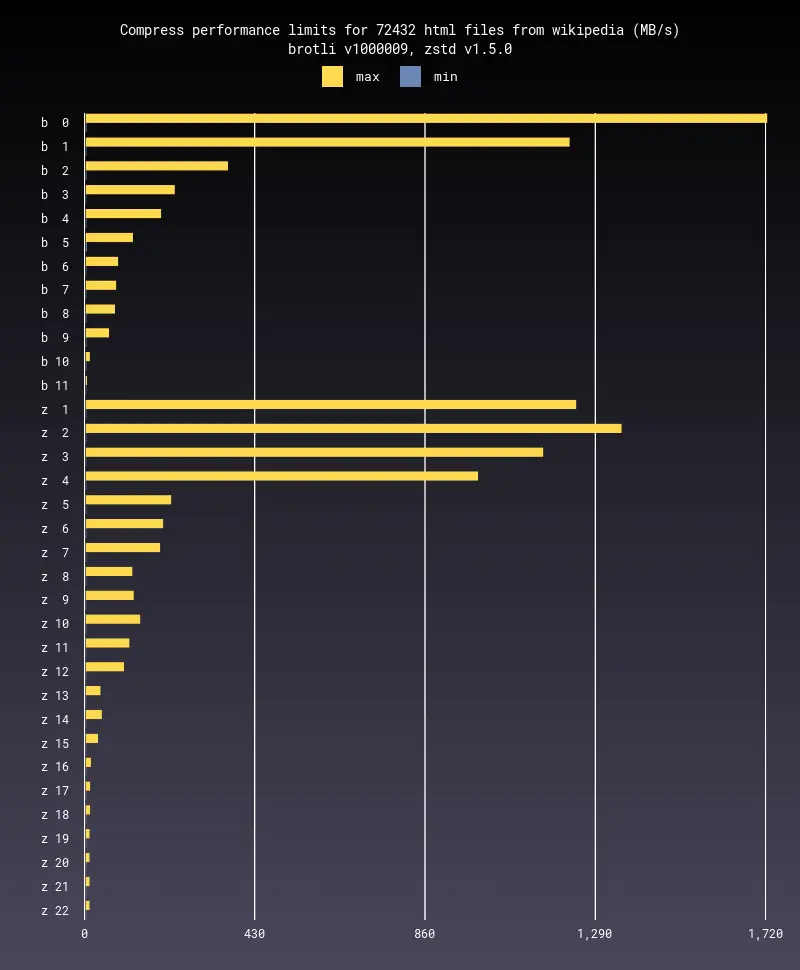 Compress performance limits for 72432 html files from wikipedia (MB/s)
brotli v1000009, zstd v1.5.0
max min
b 0
b 1
b 2
b 3
b 4
b 5
b 6
b 7
b 8
b 9
b 10
b 11
z 1
z 2
z 3
z 4
z 5
z 6
z 7
z 8
z 9
z 10
z 11
z 12
z 13
z 14
z 15
z 16
z 17
z 18
z 19
z 20
z 21
z 22
0 430 860 1,290 1,720